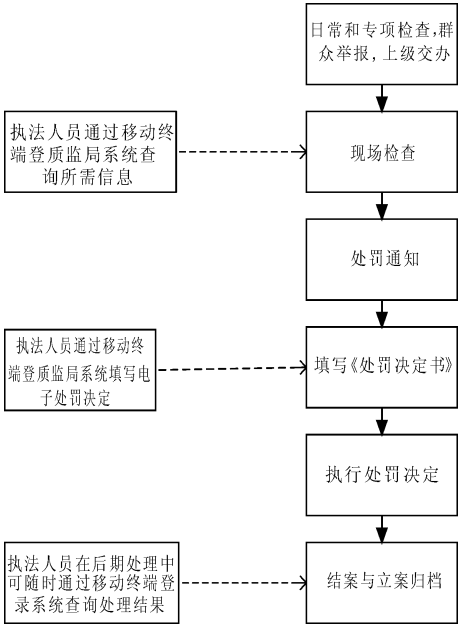 日常和专项检查,群
众举报，上级交办
执法人员通过移动终
端登质监局系统查
询所需信息
现场检查
处罚通知
执法人员通过移动终
端登质监局系统填写电
子处罚决定
填写《处罚决定书》
执行处罚决定
执法人员在后期处理中
可随时通过移动终端登
录系统查询处理结果
结案与立案归档